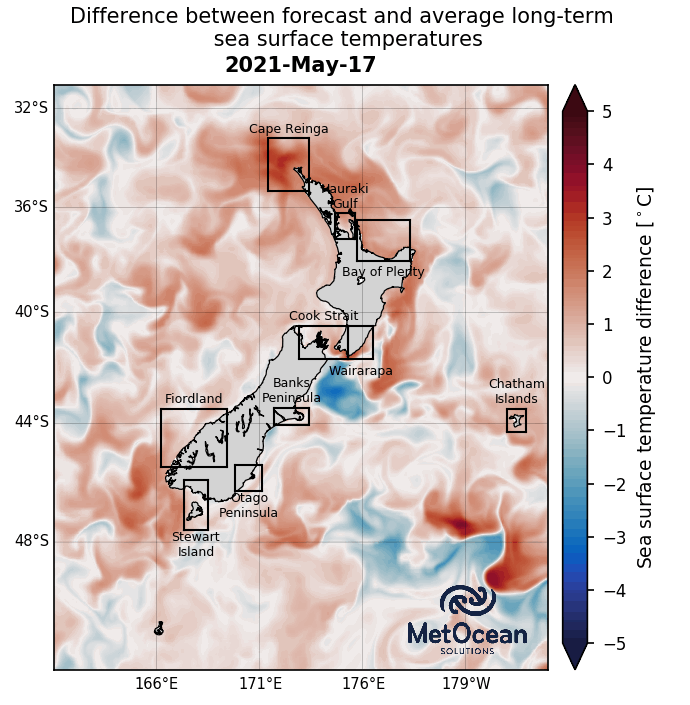 Difference between forecast and average long-term
sea surface temperatures
2021-May-17
32°S
36°S
40°S
44°S
48°S
Cape Reinga
Hauraki
Gulf
Bay of Plenty
Cook Strait
Wairarapa
Banks
Peninsula
Fiordland
Chatham
Islands
Otago
Peninsula
Stewart
Island
MetOcean
SOLUTIONS
166°E
171°E
176°E
179°W
5
4
3
2
1
0
−1
−2
−3
−4
−5
Sea surface temperature difference [°C]